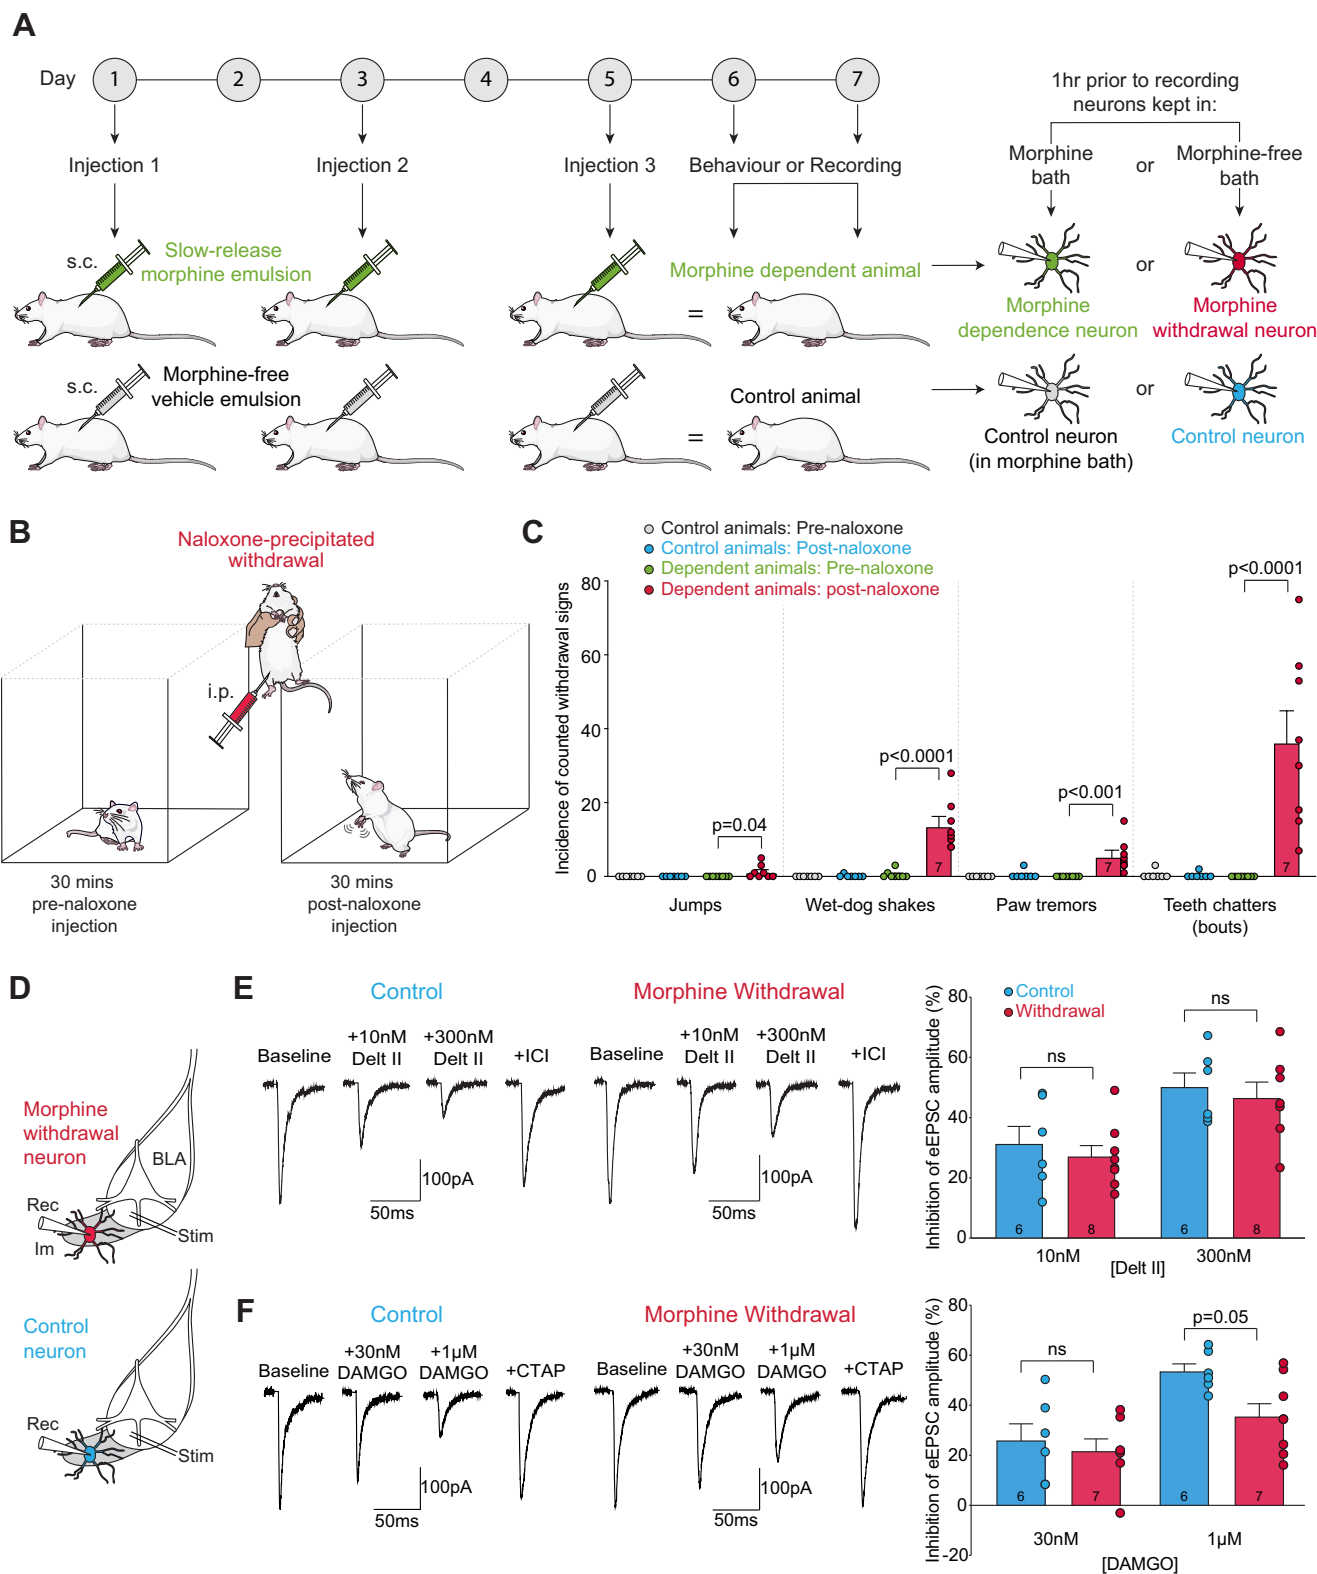 A
Day 1 2 3 4 5 6 7
Injection 1
Injection 2
Injection 3
Behaviour or Recording
1hr prior to recording
neurons kept in:
Morphine
bath
or
Morphine-free
bath
s.c.
Slow-release
morphine emulsion
=
Morphine dependent animal
or
Morphine
dependence neuron
Morphine
withdrawal neuron
s.c.
Morphine-free
vehicle emulsion
=
Control animal
or
Control neuron
(in morphine bath)
Control neuron
B
Naloxone-precipitated
withdrawal
i.p.
30 mins
pre-naloxone
injection
30 mins
post-naloxone
injection
C
Control animals: Pre-naloxone
Control animals: Post-naloxone
Dependent animals: Pre-naloxone
Dependent animals: post-naloxone
Incidence of counted withdrawal signs
80
60
40
20
0
p=0.04
p<0.0001
p<0.001
p<0.0001
7
7
7
Jumps
Wet-dog shakes
Paw tremors
Teeth chatters
(bouts)
D
Morphine
withdrawal
neuron
BLA
Rec
Im
Stim
Control
neuron
Rec
Stim
E
Control
Baseline
+10nM
Delt II
+300nM
Delt II
+ICI
100pA
50ms
Morphine Withdrawal
Baseline
+10nM
Delt II
+300nM
Delt II
+ICI
100pA
50ms
Inhibition of eEPSC amplitude (%)
80
60
40
20
0
Control
Withdrawal
ns
ns
6
8
6
8
10nM
300nM
[Delt II]
F
Control
Baseline
+30nM
DAMGO
+1µM
DAMGO
+CTAP
100pA
50ms
Morphine Withdrawal
Baseline
+30nM
DAMGO
+1µM
DAMGO
+CTAP
100pA
50ms
Inhibition of eEPSC amplitude (%)
80
60
40
20
0
-20
ns
p=0.05
6
7
6
7
30nM
1µM
[DAMGO]